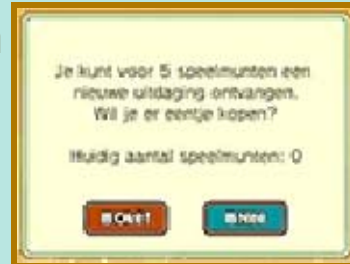 Je kunt voor 5 speelmunten een
nieuwe uitdaging ontvangen.
Wil je er eentje kopen?
Huidig aantal speelmunten: 0
Nee